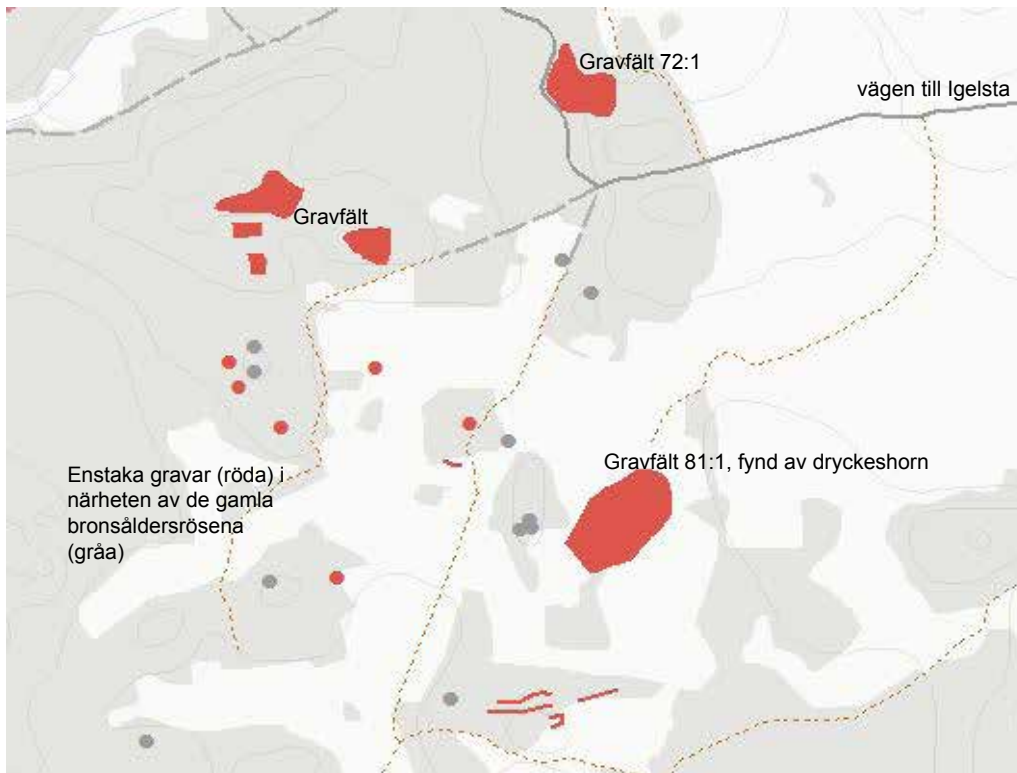 Gravfält 72:1
vägen till Igelsta
Gravfält
Gravfält 81:1, fynd av dryckeshorn
Enstaka gravar (röda) i
närheten av de gamla
bronsåldersrösena
(gråa)